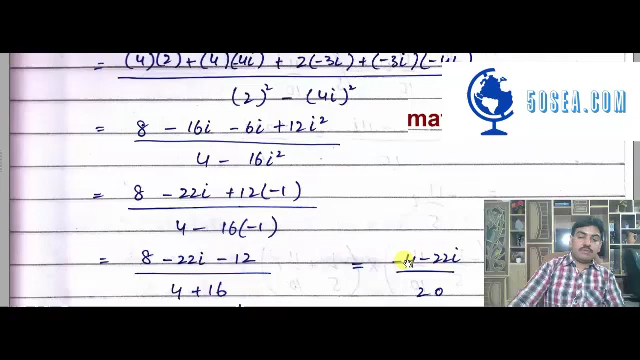 = (4)(2) + (4)(4i) + 2(-3i) + (-3i)(-4i)
(2)² - (4i)²
50SEA.COM
= 8 - 16i - 6i + 12i²
4 - 16i²
ma
= 8 - 22i + 12(-1)
4 - 16(-1)
= 8 - 22i - 12 = -4 - 22i
4 + 16 20